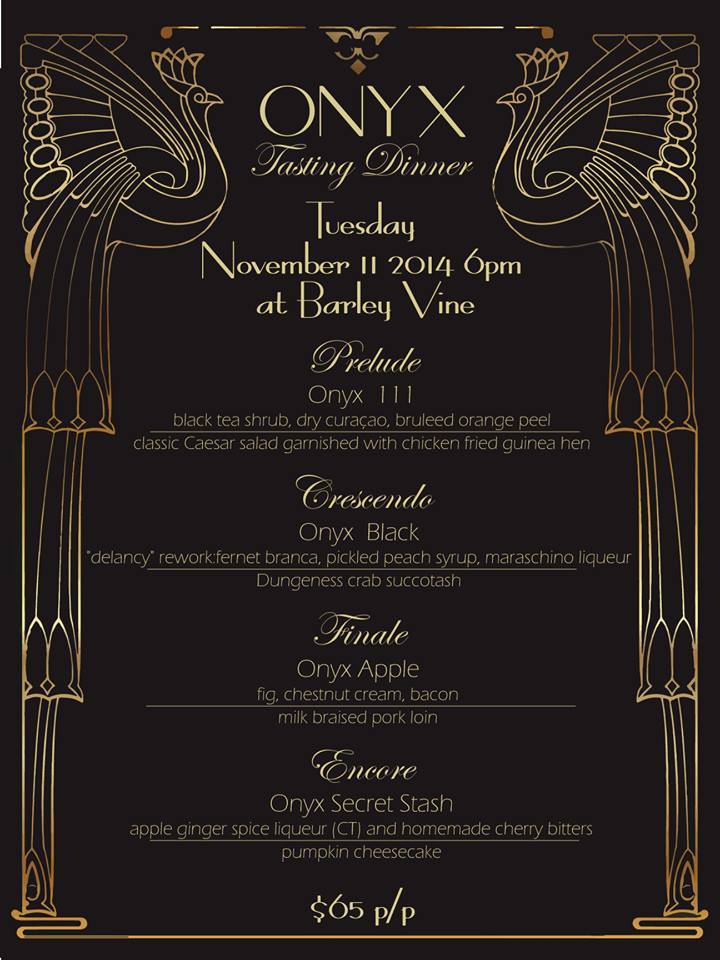 ONYX
Tasting Dinner
Tuesday
November 11 2014 6pm
at Barley Vine
Prelude
Onyx 111
black tea shrub, dry curaçao, bruleed orange peel
classic Caesar salad garnished with chicken fried guinea hen
Crescendo
Onyx Black
"delancy" rework:fernet branca, pickled peach syrup, maraschino liqueur
Dungeness crab succotash
Finale
Onyx Apple
fig, chestnut cream, bacon
milk braised pork loin
Encore
Onyx Secret Stash
apple ginger spice liqueur (CT) and homemade cherry bitters
pumpkin cheesecake
$65 p/p